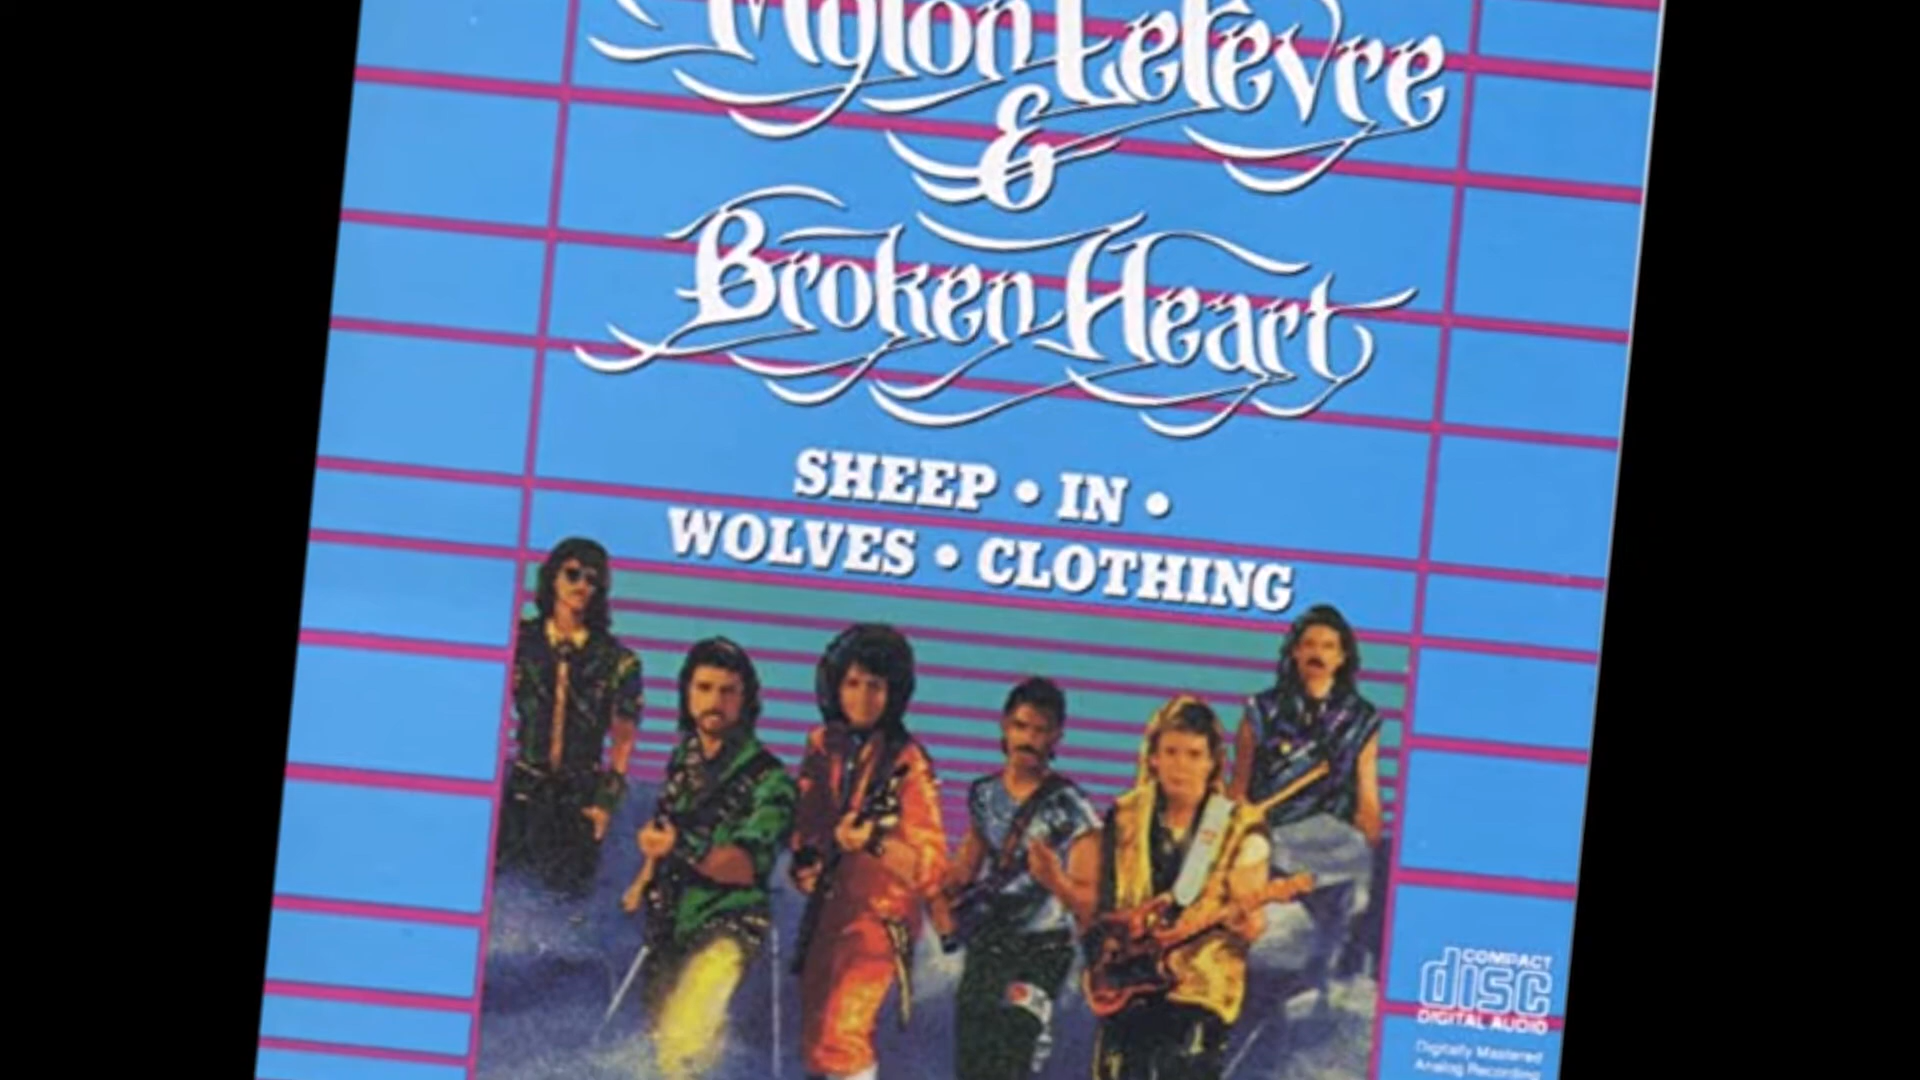 Mylon Lefevre
&
Broken Heart
SHEEP • IN •
WOLVES • CLOTHING
COMPACT
disc
DIGITAL AUDIO
Digitally Mastered
Analog Recording